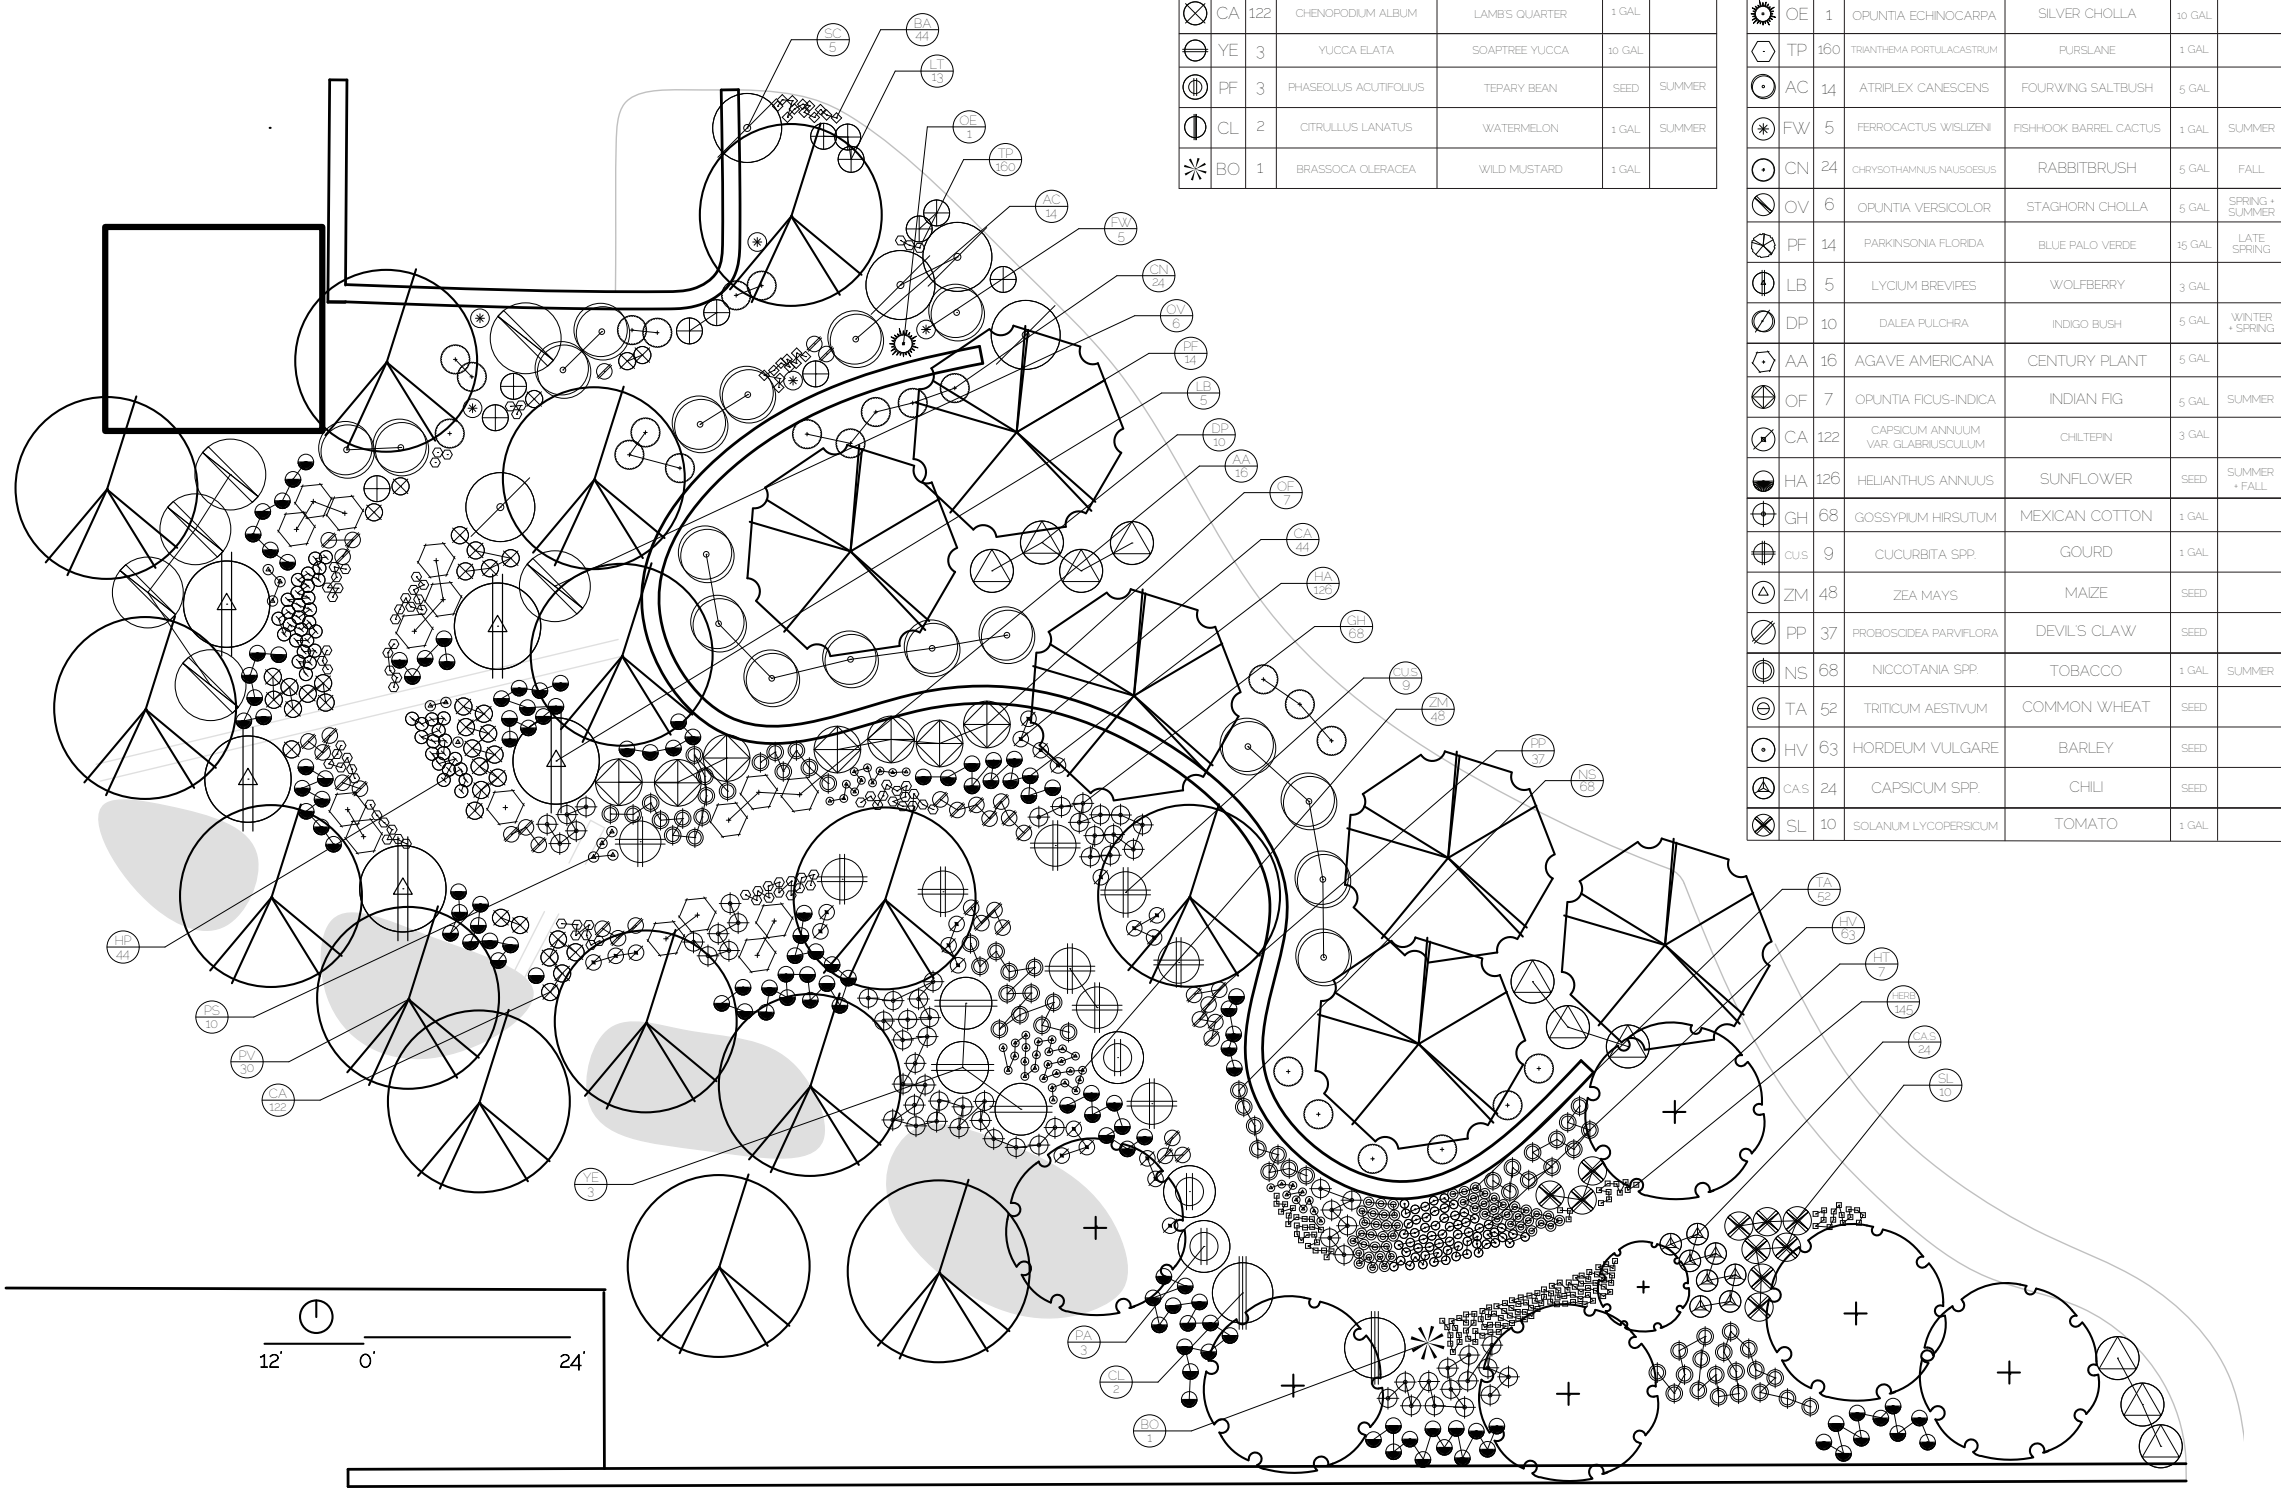 CA 122 CHENOPODIUM ALBUM LAMB'S QUARTER 1 GAL
YE 3 YUCCA ELATA SOAPTREE YUCCA 10 GAL
PF 3 PHASEOLUS ACUTIFOLIUS TEPARY BEAN SEED SUMMER
CL 2 CITRULLUS LANATUS WATERMELON 1 GAL SUMMER
BO 1 BRASSOCA OLERACEA WILD MUSTARD 1 GAL
OE 1 OPUNTIA ECHINOCARPA SILVER CHOLLA 10 GAL
TP 160 TRIANTHEMA PORTULACASTRUM PURSLANE 1 GAL
AC 14 ATRIPLEX CANESCENS FOURWING SALTBUSH 5 GAL
FW 5 FERROCACTUS WISLIZENI FISHHOOK BARREL CACTUS 1 GAL SUMMER
CN 24 CHRYSOTHAMNUS NAUSOESUS RABBITBRUSH 5 GAL FALL
OV 6 OPUNTIA VERSICOLOR STAGHORN CHOLLA 5 GAL SPRING +
SUMMER
PF 14 PARKINSONIA FLORIDA BLUE PALO VERDE 15 GAL LATE
SPRING
LB 5 LYCIUM BREVIPES WOLFBERRY 3 GAL
DP 10 DALEA PULCHRA INDIGO BUSH 5 GAL WINTER
+ SPRING
AA 16 AGAVE AMERICANA CENTURY PLANT 5 GAL
OF 7 OPUNTIA FICUS-INDICA INDIAN FIG 5 GAL SUMMER
CA 122 CAPSICUM ANNUUM
VAR. GLABRIUSCULUM CHILTEPIN 3 GAL
HA 126 HELIANTHUS ANNUUS SUNFLOWER SEED SUMMER
+ FALL
GH 68 GOSSYPIUM HIRSUTUM MEXICAN COTTON 1 GAL
CU.S 9 CUCURBITA SPP. GOURD 1 GAL
ZM 48 ZEA MAYS MAIZE SEED
PP 37 PROBOSCIDEA PARVIFLORA DEVIL'S CLAW SEED
NS 68 NICCOTANIA SPP. TOBACCO 1 GAL SUMMER
TA 52 TRITICUM AESTIVUM COMMON WHEAT SEED
HV 63 HORDEUM VULGARE BARLEY SEED
CA.S 24 CAPSICUM SPP. CHILI SEED
SL 10 SOLANUM LYCOPERSICUM TOMATO 1 GAL
SC
5
BA
44
LT
13
OE
1
TP
160
AC
14
FW
5
CN
24
OV
6
PF
14
LB
5
DP
10
AA
16
OF
7
CA
44
HA
126
GH
68
CU.S
9
ZM
48
PP
37
NS
68
TA
52
HV
63
HT
7
HERB
145
CA.S
24
SL
10
HP
44
PS
10
PV
30
CA
122
YE
3
PA
3
CL
2
BO
1
12' 0' 24'